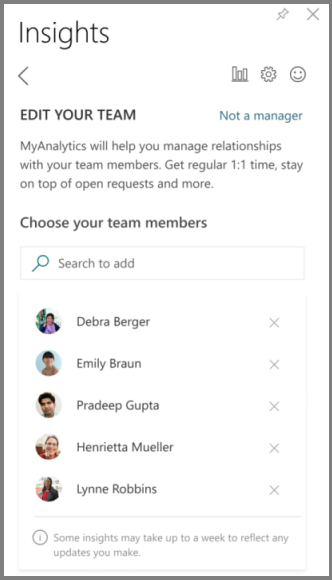 Insights
EDIT YOUR TEAM
Not a manager
MyAnalytics will help you manage relationships
with your team members. Get regular 1:1 time, stay
on top of open requests and more.
Choose your team members
Search to add
Debra Berger
Emily Braun
Pradeep Gupta
Henrietta Mueller
Lynne Robbins
Some insights may take up to a week to reflect any
updates you make.